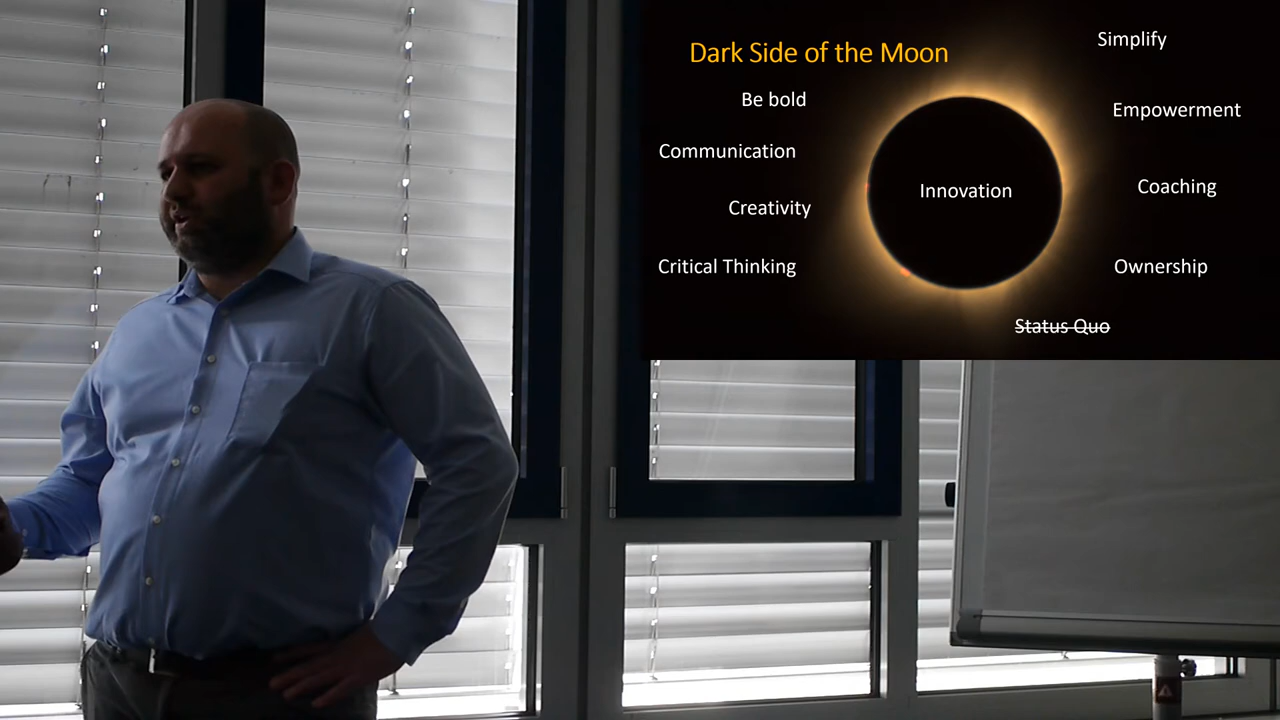 Dark Side of the Moon
Simplify
Be bold
Empowerment
Communication
Coaching
Innovation
Creativity
Critical Thinking
Ownership
Status Quo